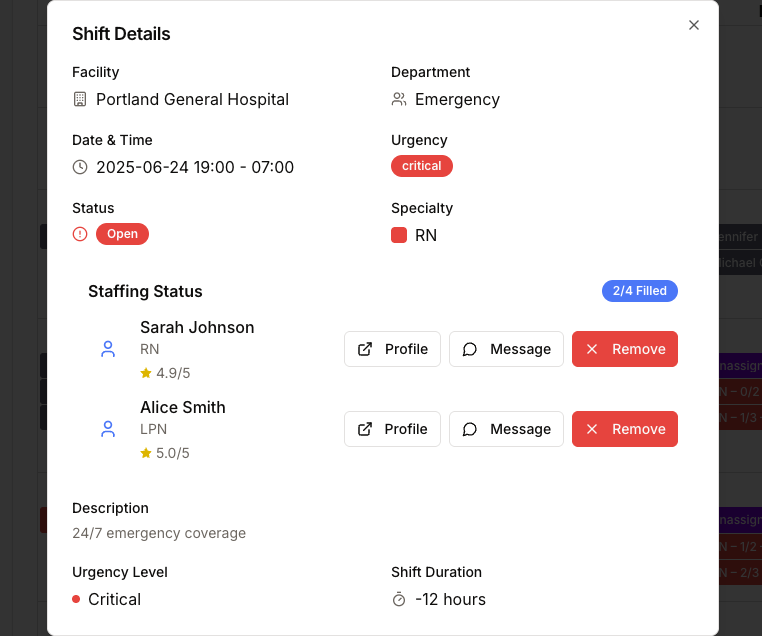 Shift Details
Facility
Department
Portland General Hospital
Emergency
Date & Time
Urgency
2025-06-24 19:00 - 07:00
critical
Status
Specialty
Open
RN
Staffing Status
2/4 Filled
Sarah Johnson
RN
4.9/5
Profile
Message
Remove
Alice Smith
LPN
5.0/5
Profile
Message
Remove
Description
24/7 emergency coverage
Urgency Level
Shift Duration
Critical
-12 hours
ennifer
lichael
nassign
N – 0/2
N – 1/3
nassign
N – 1/2
N – 2/3